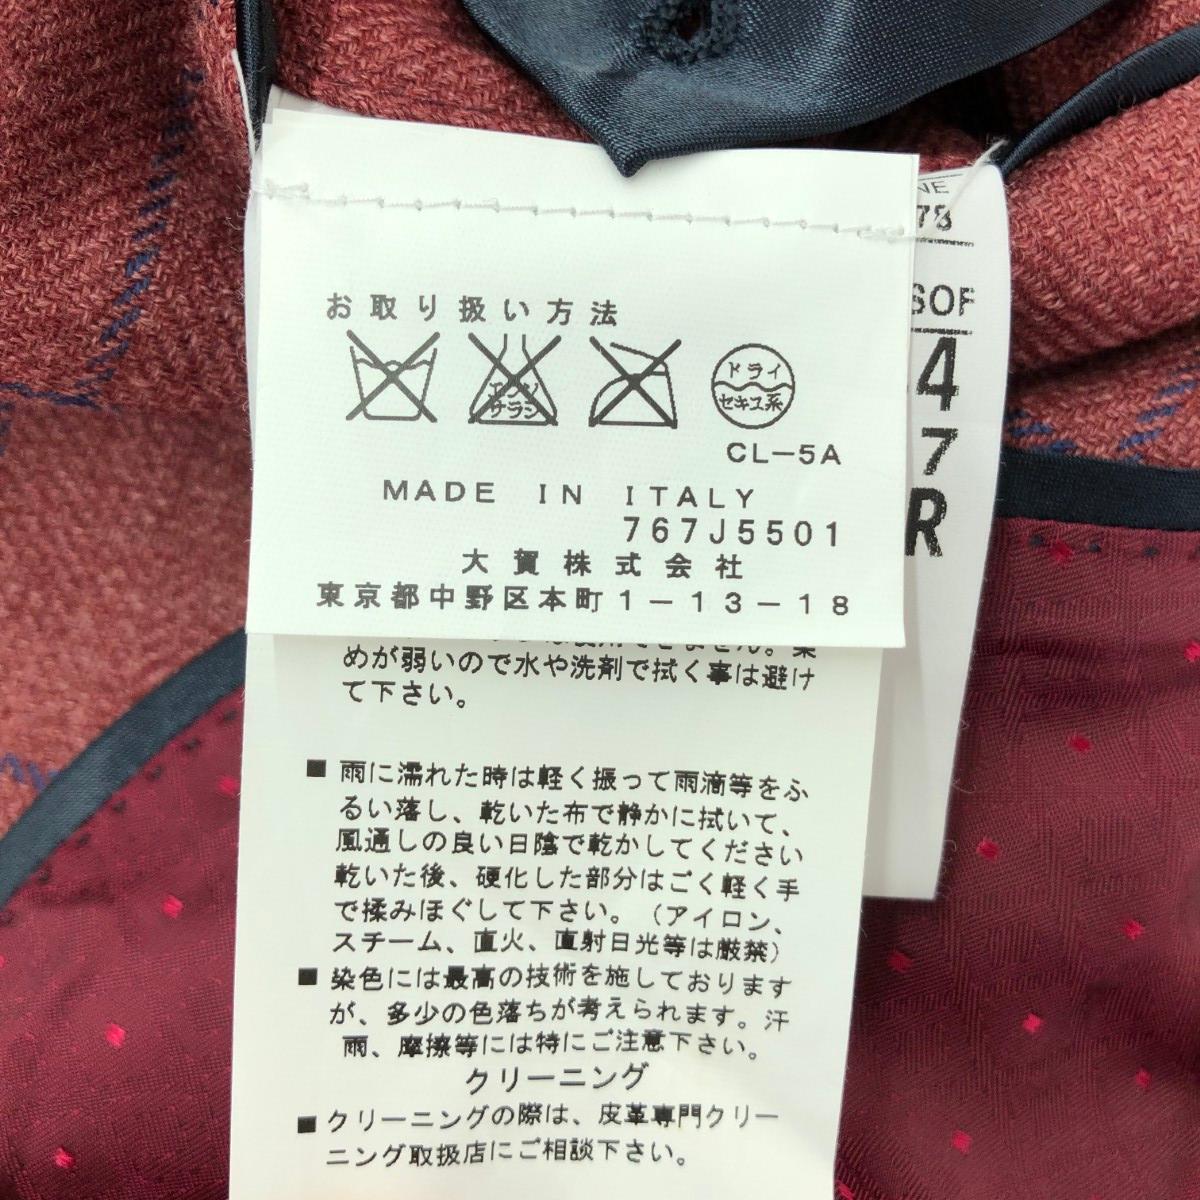 お取り扱い方法
エンソ
サラシ
ドライ
セキユ系
CL-5A
MADE IN ITALY
767J5501
大賀株式会社
東京都中野区本町1-13-18
NE
78
SOF
4
7
R
めが弱いので水や洗剤で拭く事は避け
て下さい。
■ 雨に濡れた時は軽く振って雨滴等をふ
るい落し、乾いた布で静かに拭いて、
風通しの良い日陰で乾かしてください
乾いた後、硬化した部分はごく軽く手
で揉みほぐして下さい。（アイロン、
スチーム、直火、直射日光等は厳禁）
■ 染色には最高の技術を施しております
が、多少の色落ちが考えられます。汗
雨、摩擦等には特にご注意下さい。
クリーニング
■ クリーニングの際は、皮革専門クリー
ニング取扱店にご相談下さい。